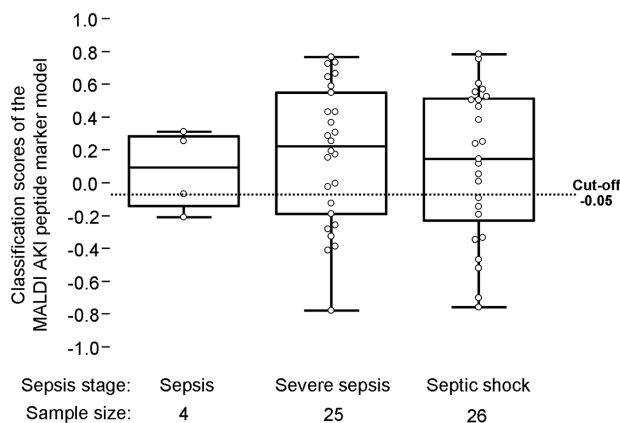 Classification scores of the
MALDI AKI peptide marker model
1.0
0.8
0.6
0.4
0.2
0.0
-0.2
-0.4
-0.6
-0.8
-1.0
Cut-off
-0.05
Sepsis stage: Sepsis Severe sepsis Septic shock
Sample size: 4 25 26